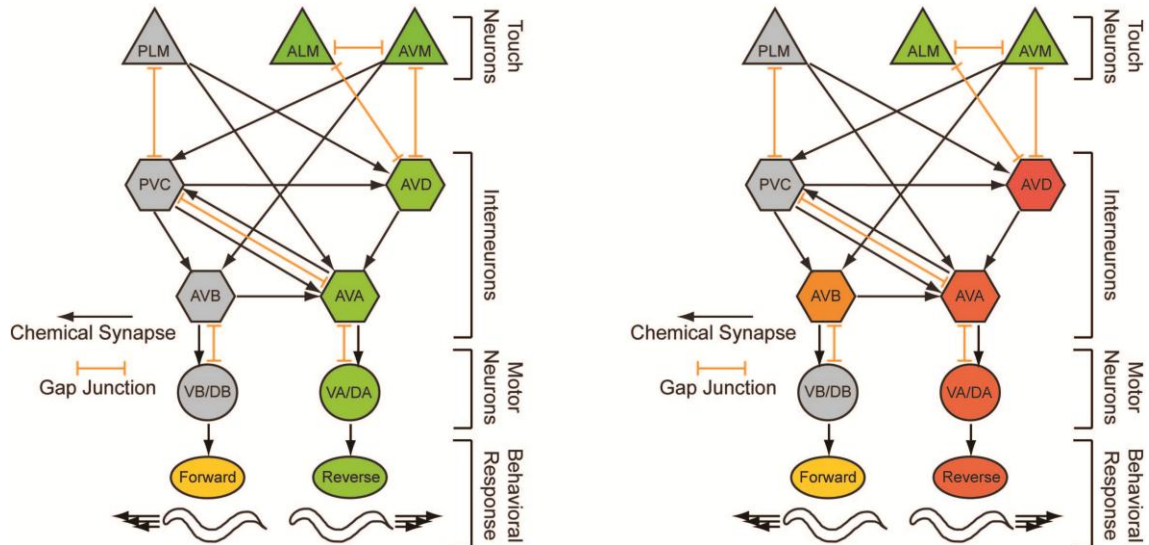 PLM
ALM
AVM
Touch
Neurons
PVC
AVD
Interneurons
AVB
AVA
Chemical Synapse
Gap Junction
VB/DB
VA/DA
Motor
Neurons
Forward
Reverse
Behavioral
Response
PLM
ALM
AVM
Touch
Neurons
PVC
AVD
Interneurons
AVB
AVA
Chemical Synapse
Gap Junction
VB/DB
VA/DA
Motor
Neurons
Forward
Reverse
Behavioral
Response